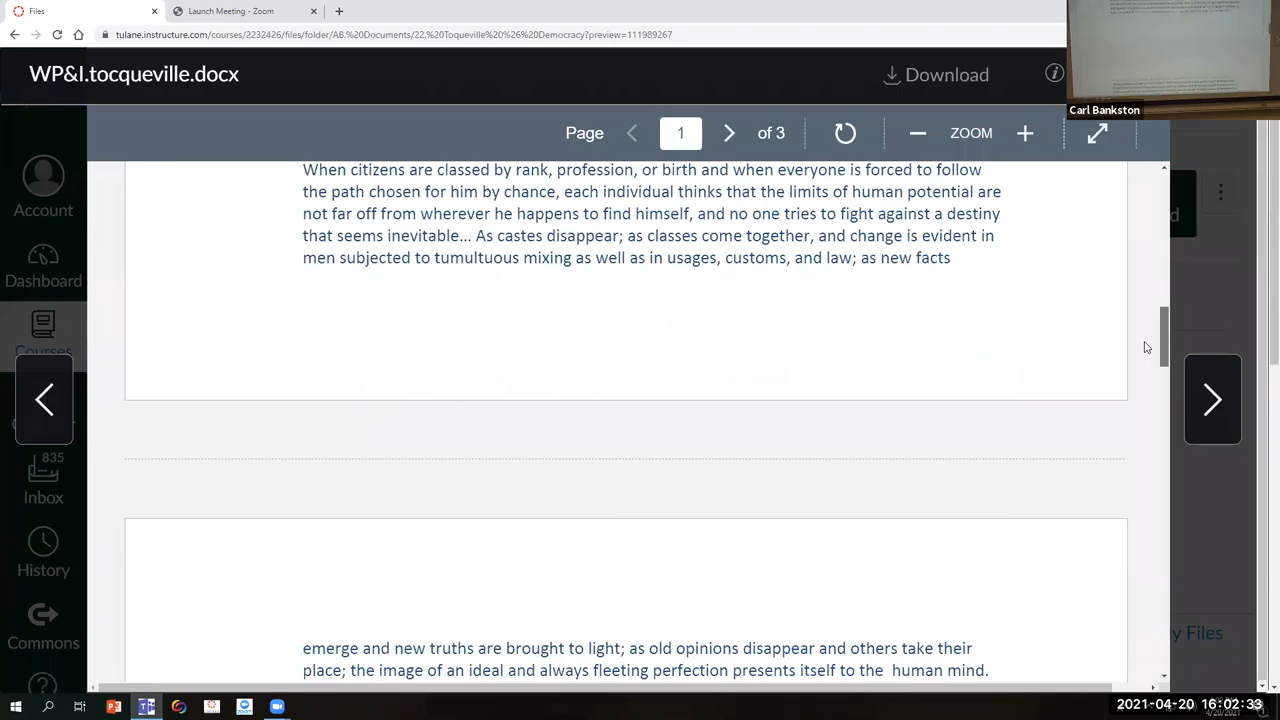 Files
Launch Meeting - Zoom
tulane.instructure.com/courses/2232426/files/folder/AB.%20Documents/22.%20Toqueville%20%26%20Democracy?preview=111989267
WP&I.tocqueville.docx
Download
Carl Bankston
Page
1
of 3
ZOOM
Account
Dashboard
Courses
835
Inbox
History
Commons
When citizens are classed by rank, profession, or birth and when everyone is forced to follow
the path chosen for him by chance, each individual thinks that the limits of human potential are
not far off from wherever he happens to find himself, and no one tries to fight against a destiny
that seems inevitable... As castes disappear; as classes come together, and change is evident in
men subjected to tumultuous mixing as well as in usages, customs, and law; as new facts
emerge and new truths are brought to light; as old opinions disappear and others take their
place; the image of an ideal and always fleeting perfection presents itself to the human mind.
y Files
2021-04-20 16:02:33